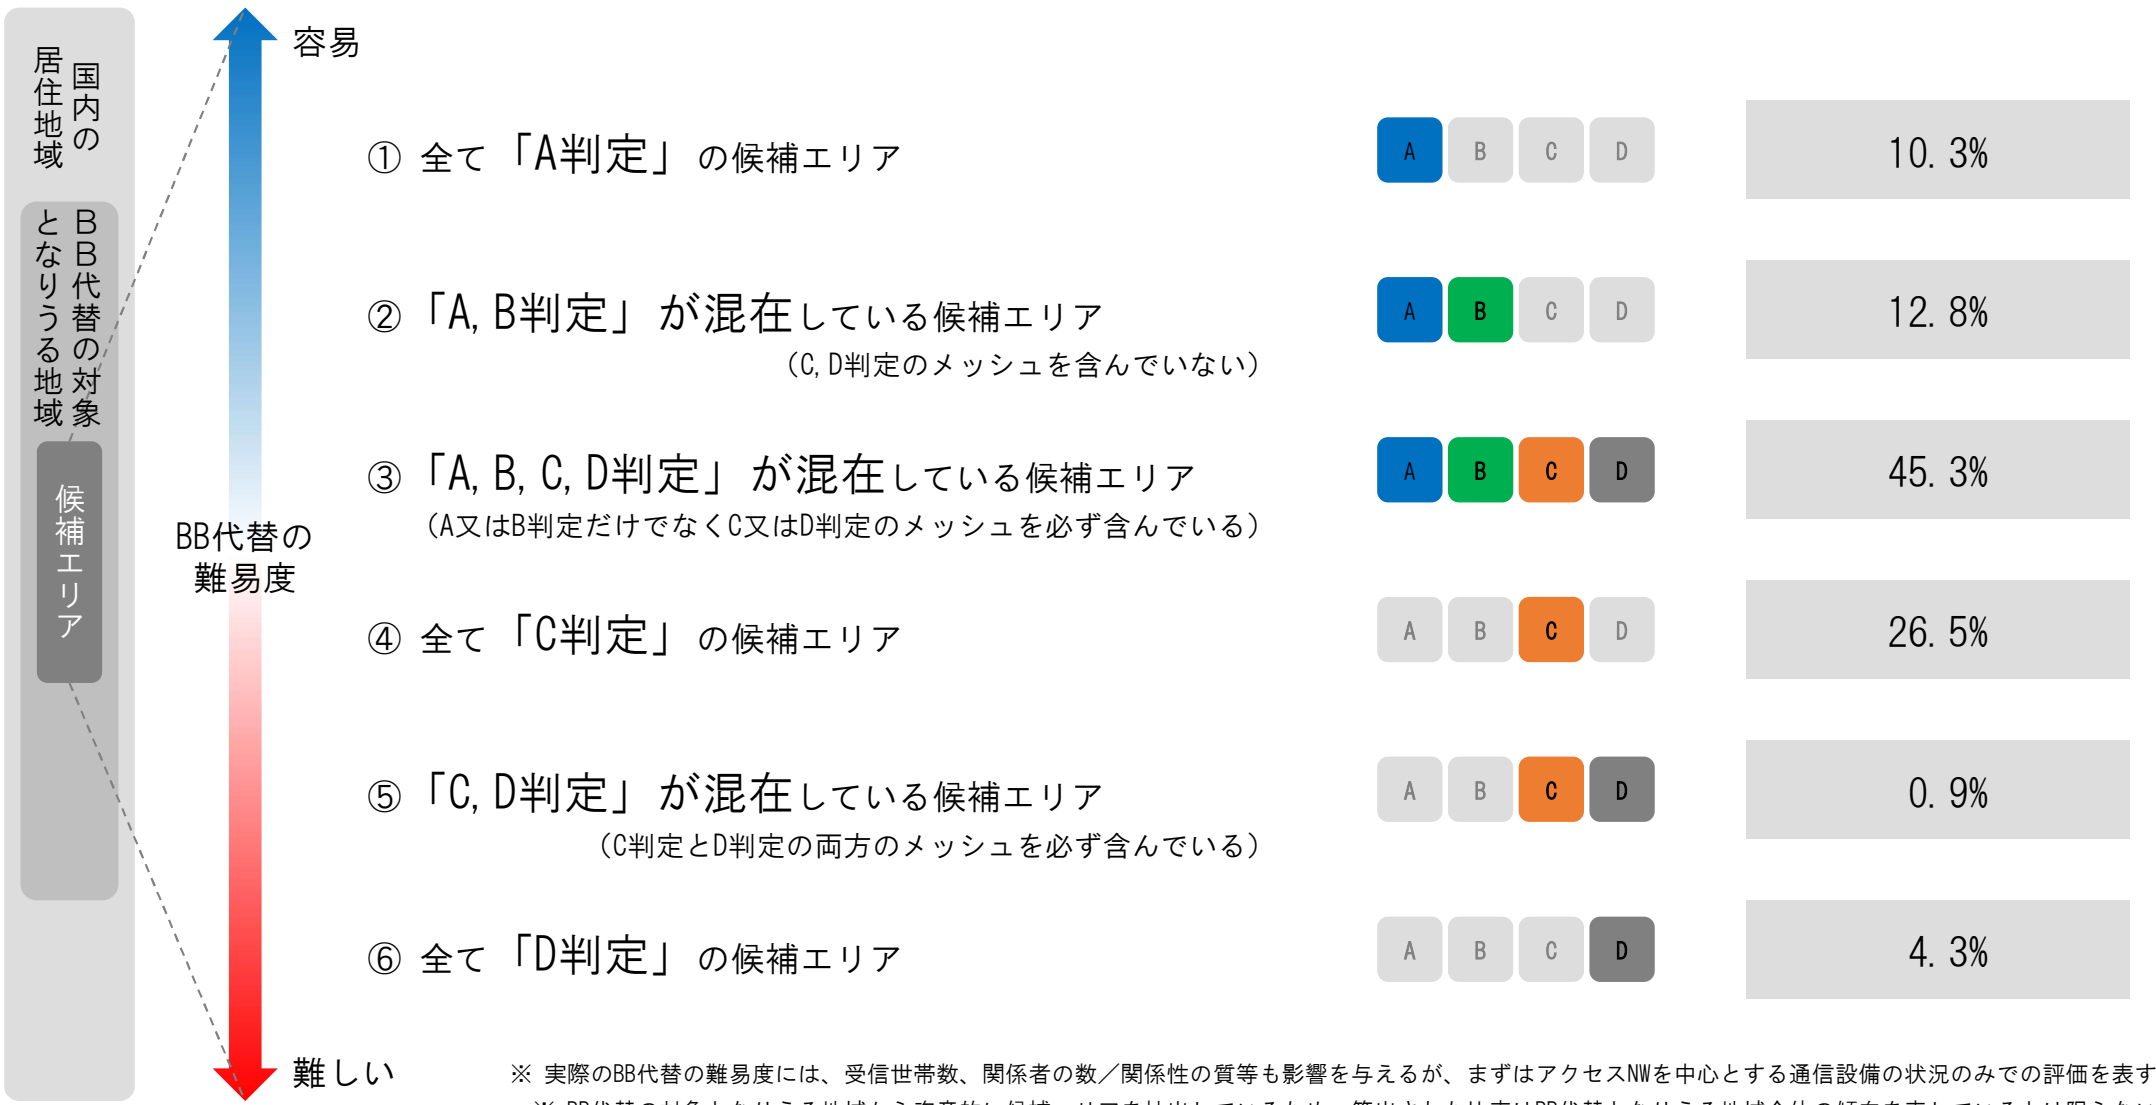 国内の
居住地域
BB代替の対象
となりうる地域
候補エリア
容易
BB代替の
難易度
難しい
① 全て「A判定」の候補エリア
A B C D
10.3%
②「A,B判定」が混在している候補エリア
(C,D判定のメッシュを含んでいない)
A B C D
12.8%
③「A,B,C,D判定」が混在している候補エリア
(A又はB判定だけでなくC又はD判定のメッシュを必ず含んでいる)
A B C D
45.3%
④ 全て「C判定」の候補エリア
A B C D
26.5%
⑤「C,D判定」が混在している候補エリア
(C判定とD判定の両方のメッシュを必ず含んでいる)
A B C D
0.9%
⑥ 全て「D判定」の候補エリア
A B C D
4.3%
※ 実際のBB代替の難易度には、受信世帯数、関係者の数／関係性の質等も影響を与えるが、まずはアクセスNWを中心とする通信設備の状況のみでの評価を表す